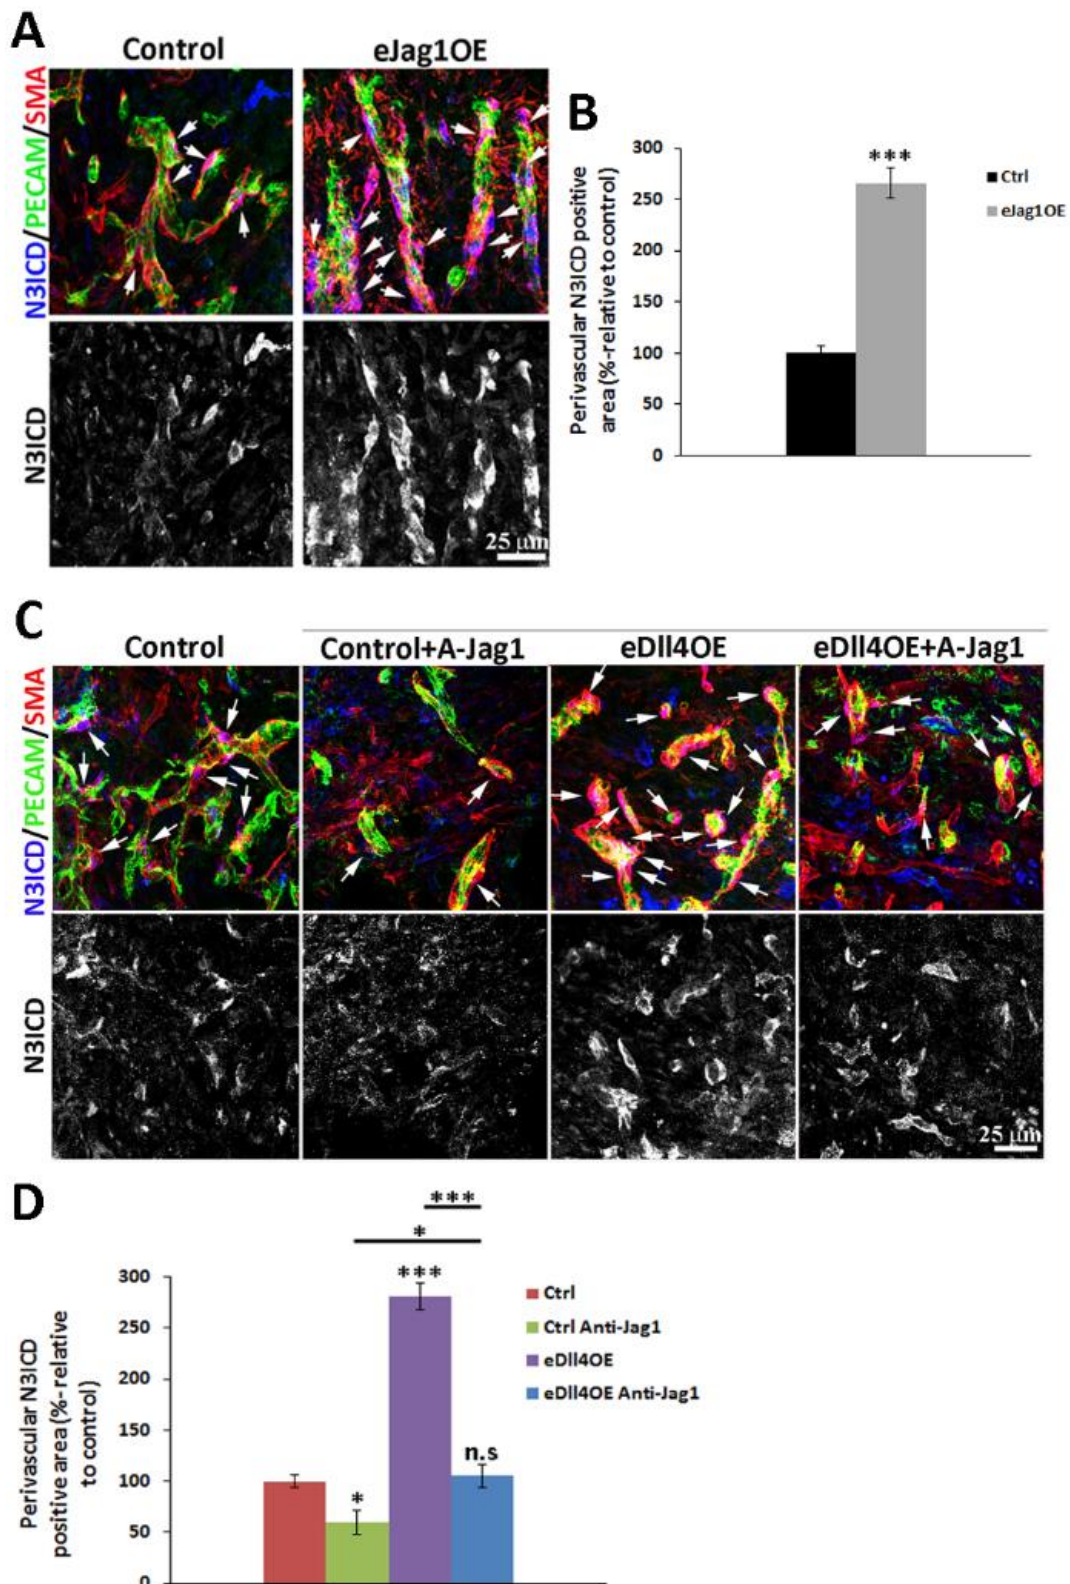 A
Control
eJag1OE
N3ICD/PECAM/SMA
N3ICD
25 µm
B
300
250
200
150
100
50
0
Perivascular N3ICD positive
area (%-relative to control)
***
Ctrl
eJag1OE
C
Control
Control+A-Jag1
eDll4OE
eDll4OE+A-Jag1
N3ICD/PECAM/SMA
N3ICD
25 µm
D
***
*
***
n.s
*
300
250
200
150
100
50
0
Perivascular N3ICD
positive area (%-relative
to control)
Ctrl
Ctrl Anti-Jag1
eDll4OE
eDll4OE Anti-Jag1